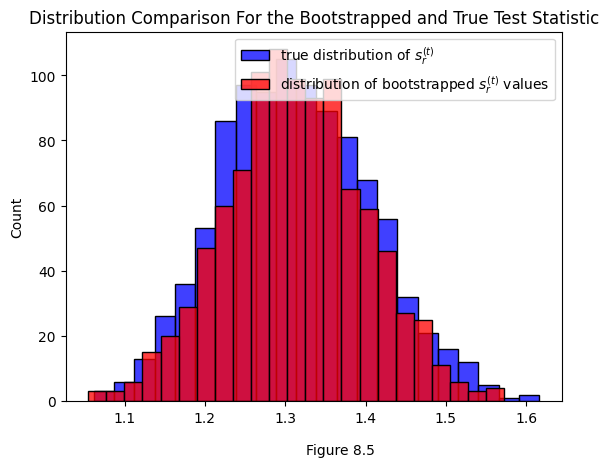 Distribution Comparison For the Bootstrapped and True Test Statistic
true distribution of $s_r^{(t)}$
distribution of bootstrapped $s_r^{(t)}$ values
Count
100
80
60
40
20
0
1.1 1.2 1.3 1.4 1.5 1.6
Figure 8.5